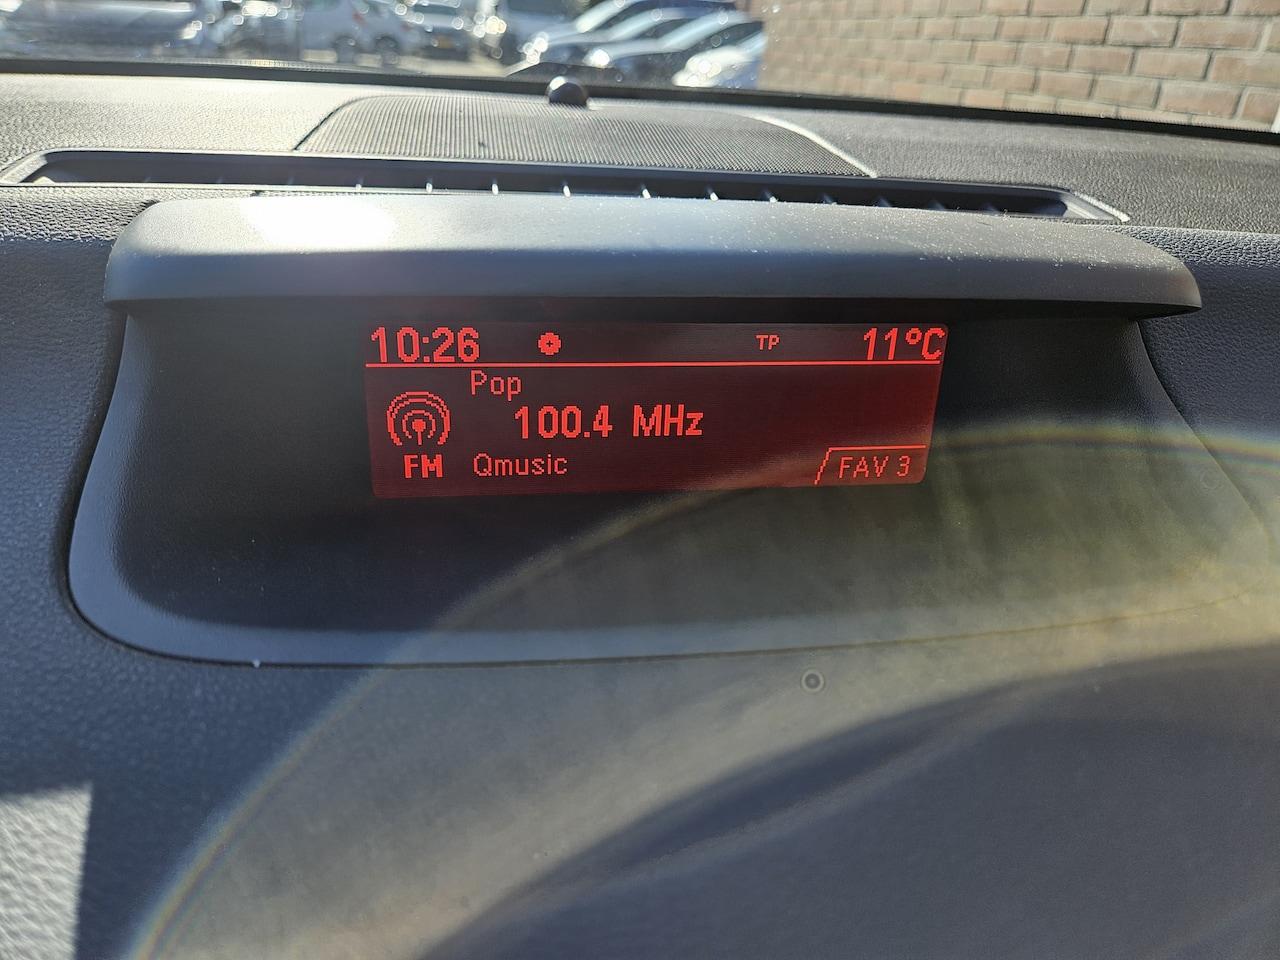 10:26 TP 11°C
Pop
100.4 MHz
FM Qmusic FAV 3